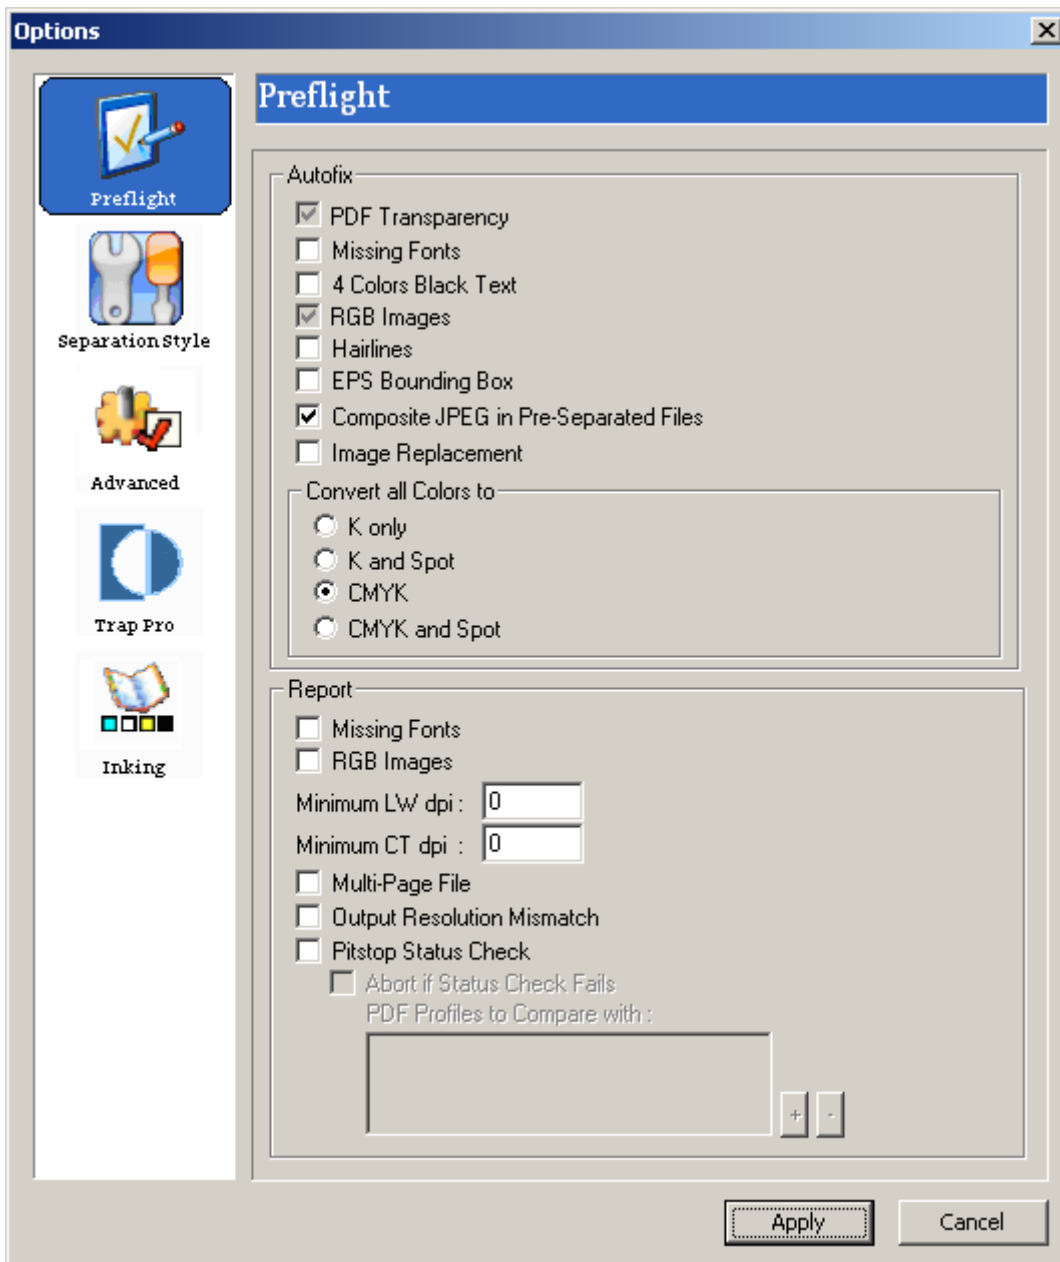 Options
Preflight
Separation Style
Advanced
Trap Pro
Inking
Preflight
Autofix
PDF Transparency
Missing Fonts
4 Colors Black Text
RGB Images
Hairlines
EPS Bounding Box
Composite JPEG in Pre-Separated Files
Image Replacement
Convert all Colors to
K only
K and Spot
CMYK
CMYK and Spot
Report
Missing Fonts
RGB Images
Minimum LW dpi : 0
Minimum CT dpi : 0
Multi-Page File
Output Resolution Mismatch
Pitstop Status Check
Abort if Status Check Fails
PDF Profiles to Compare with :
+ -
Apply Cancel